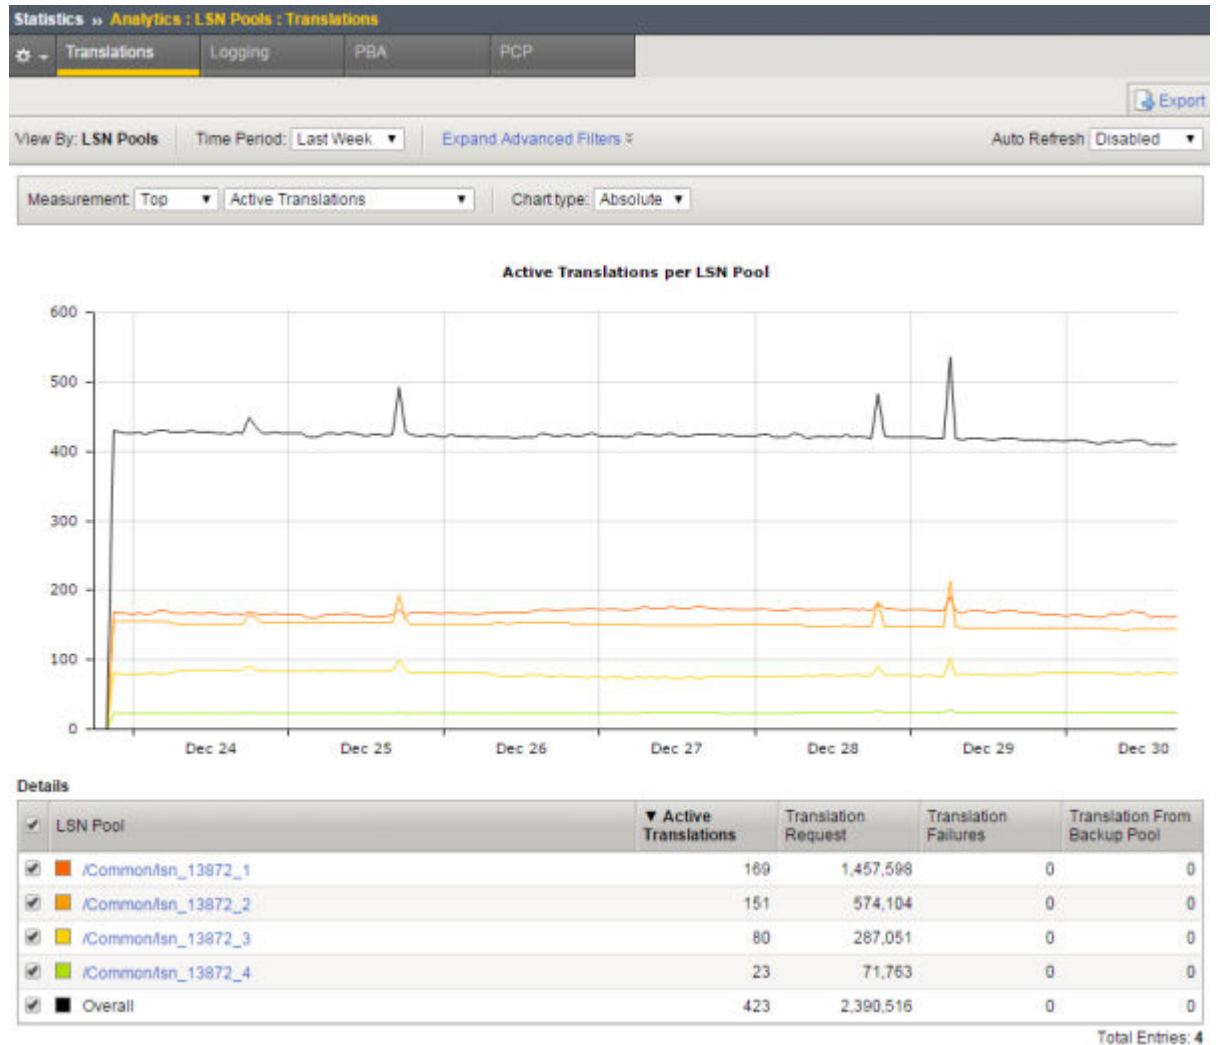 Statistics ›› Analytics : LSN Pools : Translations
Translations Logging PBA PCP
Export
View By: LSN Pools Time Period: Last Week Expand Advanced Filters Auto Refresh Disabled
Measurement: Top Active Translations Chart type: Absolute
Active Translations per LSN Pool
600
500
400
300
200
100
0
Dec 24 Dec 25 Dec 26 Dec 27 Dec 28 Dec 29 Dec 30
Details
LSN Pool ▼ Active Translations Translation Request Translation Failures Translation From Backup Pool
/Common/lsn_13872_1 169 1,457,598 0 0
/Common/lsn_13872_2 151 574,104 0 0
/Common/lsn_13872_3 80 287,051 0 0
/Common/lsn_13872_4 23 71,763 0 0
Overall 423 2,390,516 0 0
Total Entries: 4